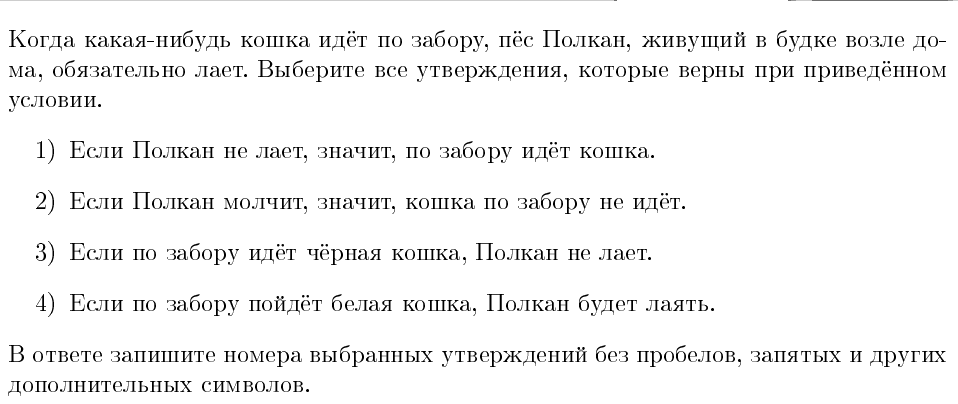 Когда какая-нибудь кошка идёт по забору, пёс Полкан, живущий в будке возле до-
ма, обязательно лает. Выберите все утверждения, которые верны при приведённом
условии.
1) Если Полкан не лает, значит, по забору идёт кошка.
2) Если Полкан молчит, значит, кошка по забору не идёт.
3) Если по забору идёт чёрная кошка, Полкан не лает.
4) Если по забору пойдёт белая кошка, Полкан будет лаять.
В ответе запишите номера выбранных утверждений без пробелов, запятых и других
дополнительных символов.